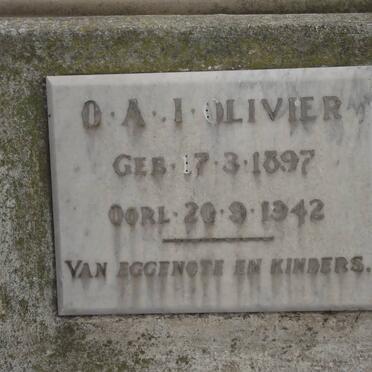 O.A.J. OLIVIER
GEB. 17.3.1897
OORL. 20.9.1942
VAN EGGENOTE EN KINDERS.